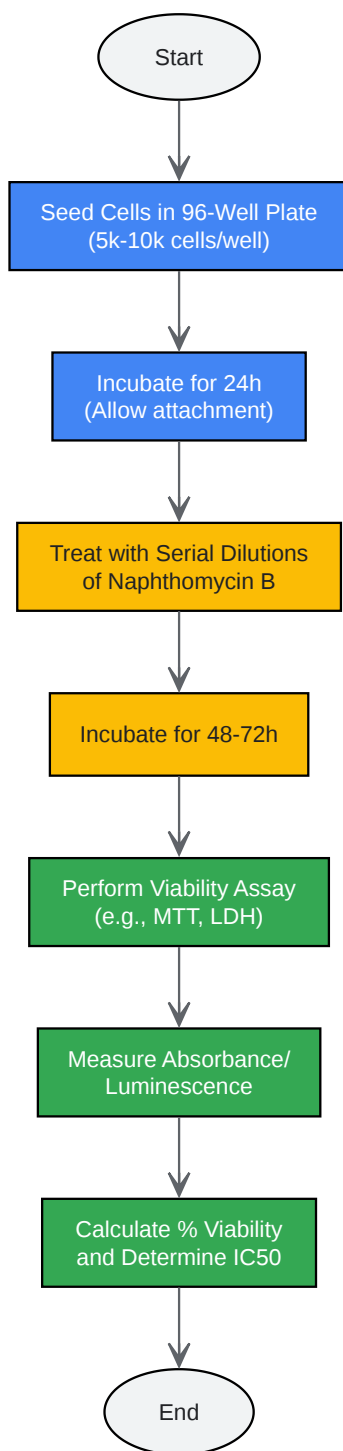 Start
Seed Cells in 96-Well Plate
(5k-10k cells/well)
Incubate for 24h
(Allow attachment)
Treat with Serial Dilutions
of Naphthomycin B
Incubate for 48-72h
Perform Viability Assay
(e.g., MTT, LDH)
Measure Absorbance/
Luminescence
Calculate % Viability
and Determine IC50
End